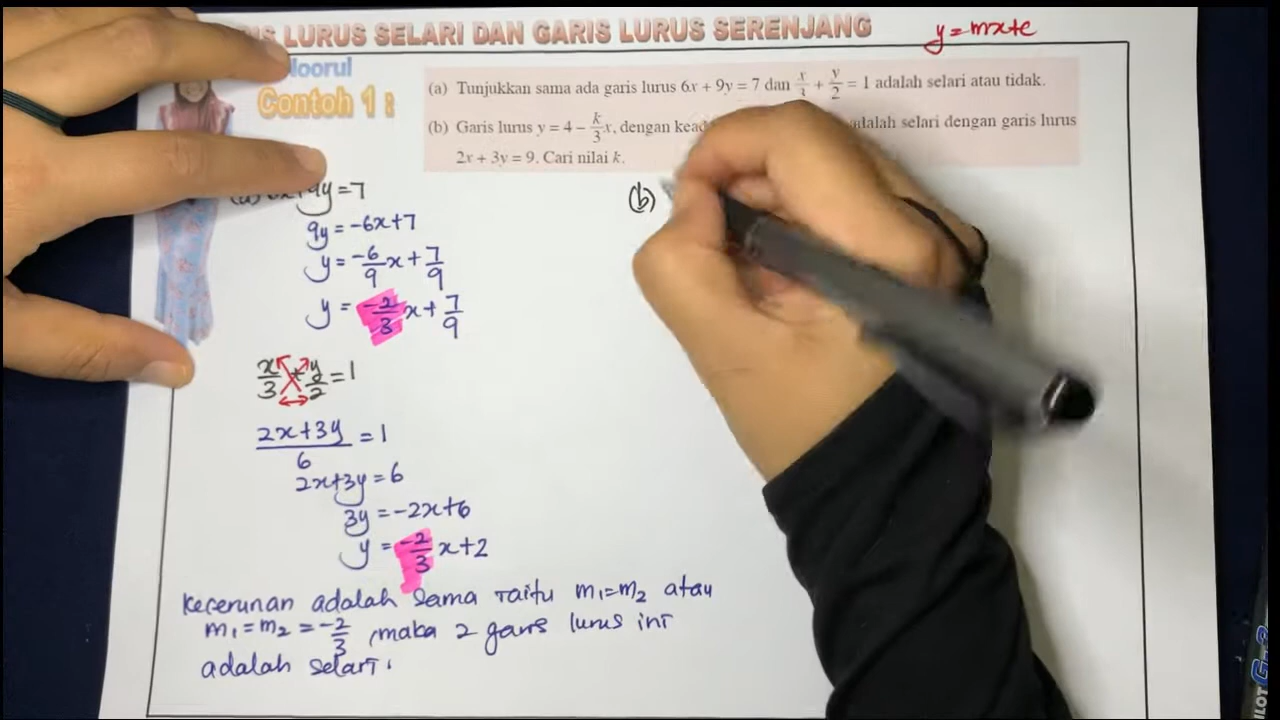 LURUS SELARI DAN GARIS LURUS SERENJANG
y=mx+c
Noorul
Contoh 1 :
(a) Tunjukkan sama ada garis lurus 6x + 9y = 7 dan x/3 + y/2 = 1 adalah selari atau tidak.
(b) Garis lurus y = 4 – k/3 x, dengan adalah selari dengan garis lurus
2x + 3y = 9. Cari nilai k.
9y=7
9y=-6x+7
y=-6/9x+7/9
y=-2/3x+7/9
x/3+y/2=1
(2x+3y)/6=1
2x+3y=6
3y=-2x+6
y=-2/3x+2
Kecerunan adalah sama iaitu m₁=m₂ atau
m₁=m₂=-2/3, maka 2 garis lurus ini
adalah selari.
(b)